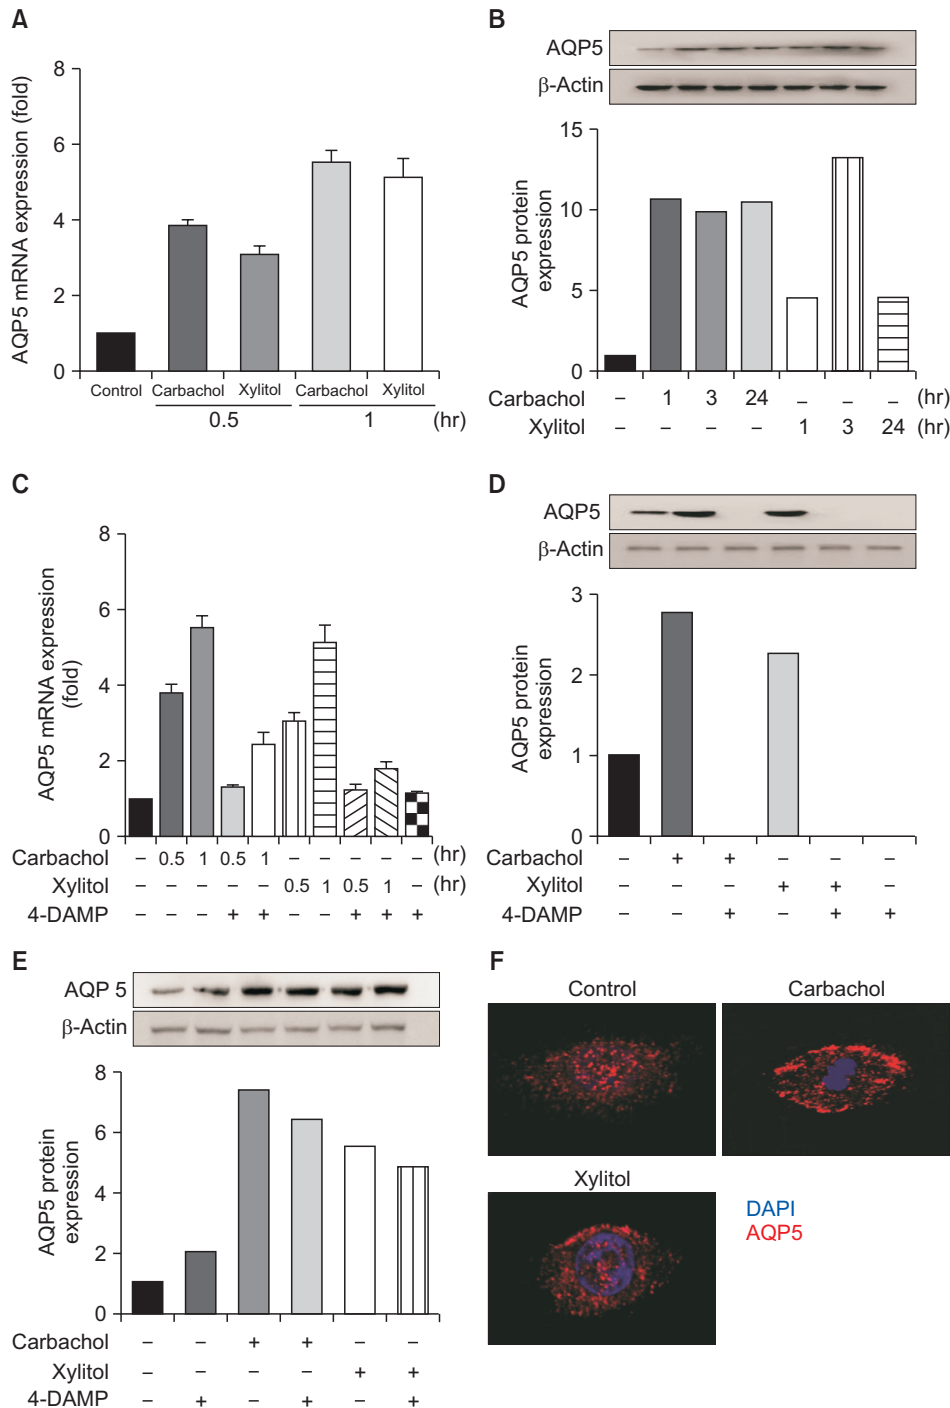 A
AQP5 mRNA expression (fold)
8
6
4
2
0
Control
Carbachol
Xylitol
Carbachol
Xylitol
0.5
1
(hr)
B
AQP5
β-Actin
AQP5 protein
expression
15
10
5
0
Carbachol – 1 3 24 – – – (hr)
Xylitol – – – – 1 3 24 (hr)
C
AQP5 mRNA expression
(fold)
8
6
4
2
0
Carbachol – 0.5 1 0.5 1 – – – – – (hr)
Xylitol – – – – – 0.5 1 0.5 1 – (hr)
4-DAMP – – – + + – – + + +
D
AQP5
β-Actin
AQP5 protein
expression
3
2
1
0
Carbachol – + + – – –
Xylitol – – – + + –
4-DAMP – – + – + +
E
AQP 5
β-Actin
AQP5 protein
expression
8
6
4
2
0
Carbachol – – + + – –
Xylitol – – – – + +
4-DAMP – + – + – +
F
Control
Carbachol
Xylitol
DAPI
AQP5